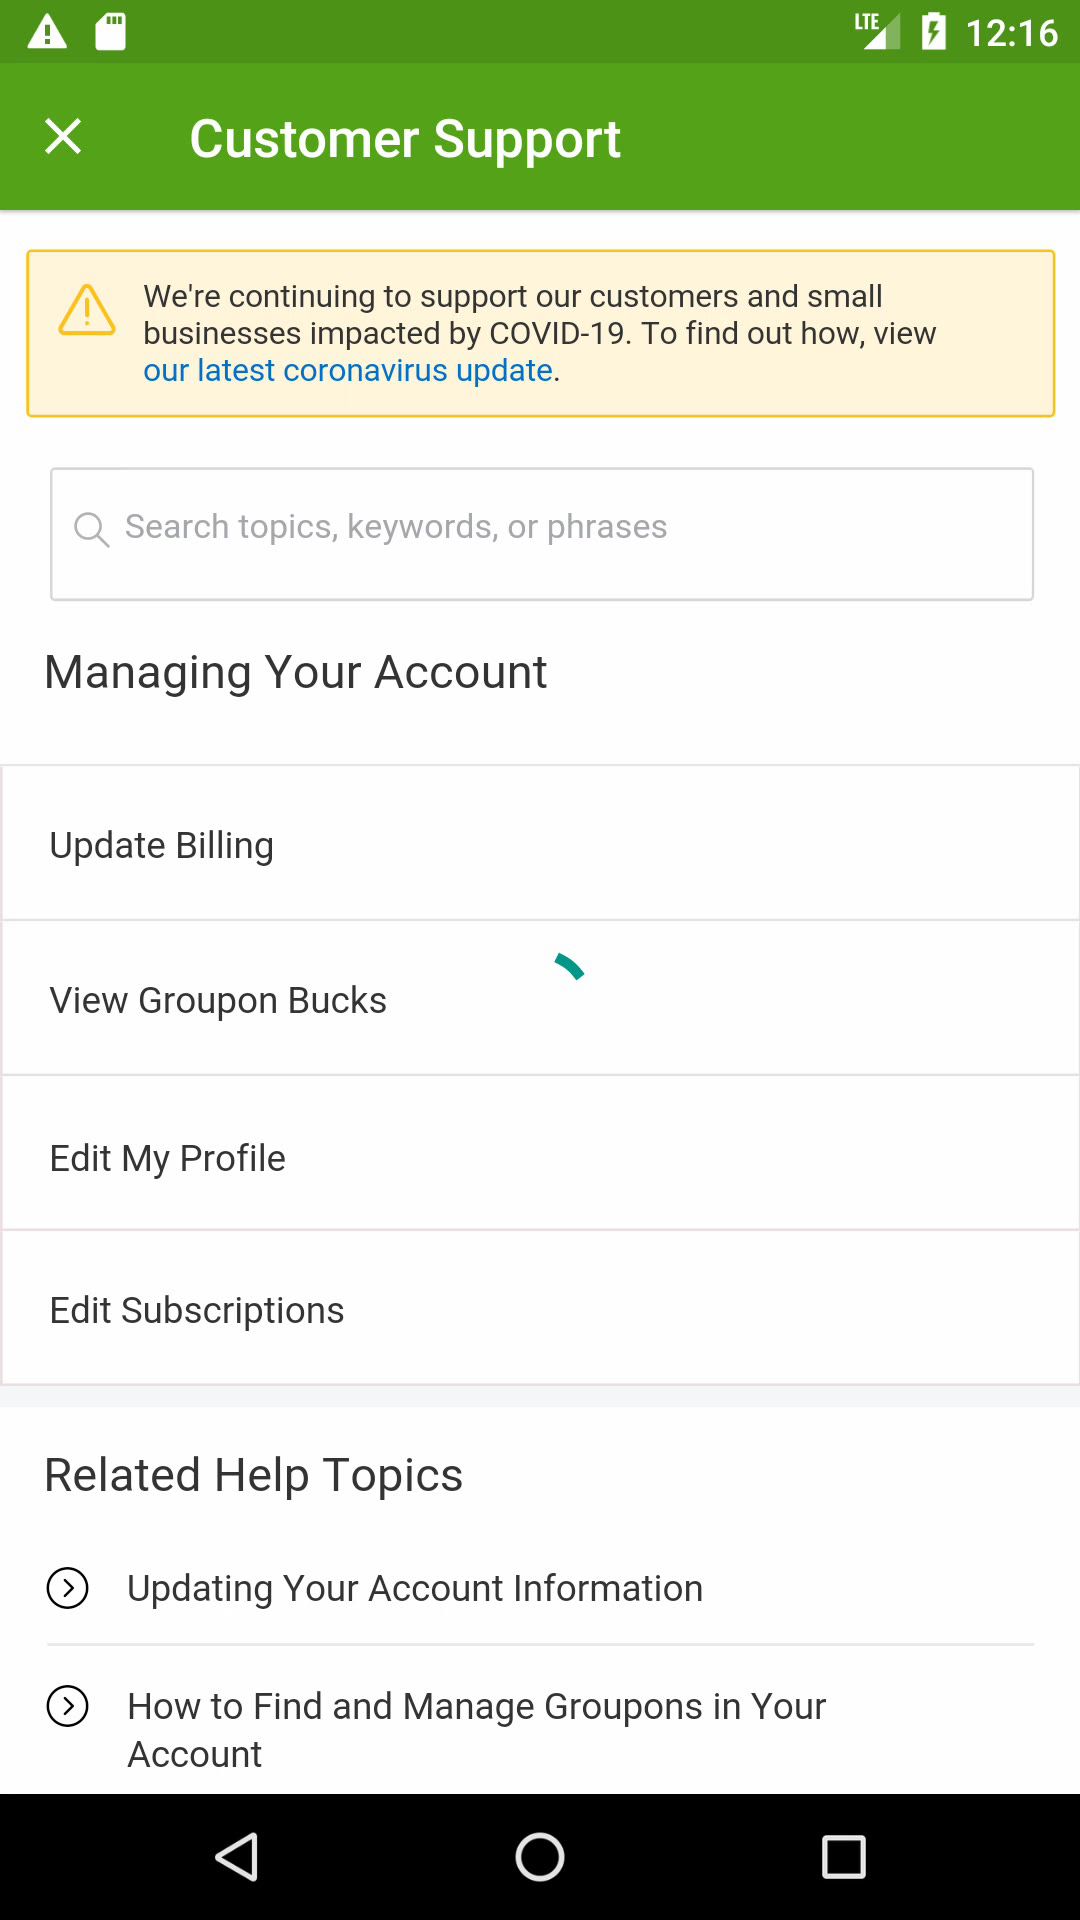 LTE 12:16
Customer Support
We're continuing to support our customers and small
businesses impacted by COVID-19. To find out how, view
our latest coronavirus update.
Search topics, keywords, or phrases
Managing Your Account
Update Billing
View Groupon Bucks
Edit My Profile
Edit Subscriptions
Related Help Topics
Updating Your Account Information
How to Find and Manage Groupons in Your
Account